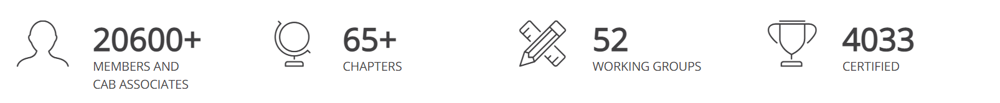 20600+
MEMBERS AND
CAB ASSOCIATES
65+
CHAPTERS
52
WORKING GROUPS
4033
CERTIFIED